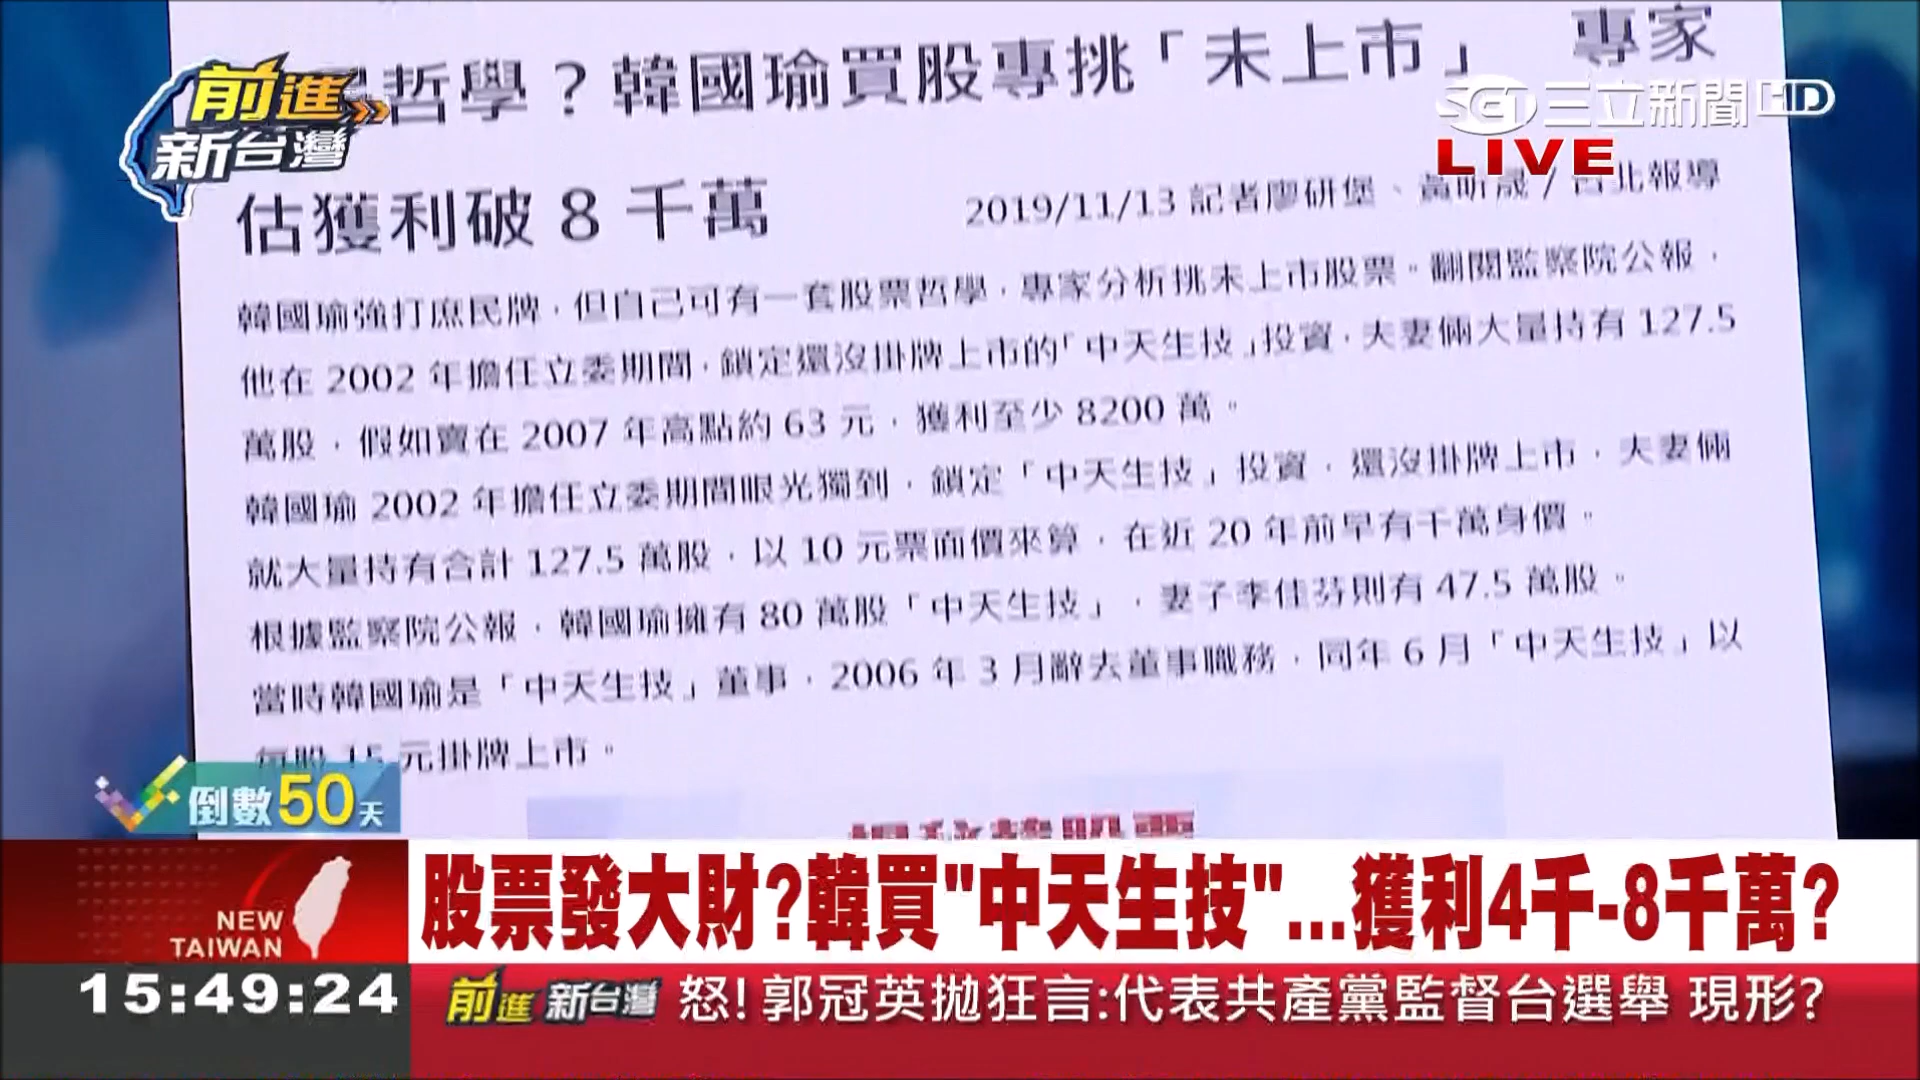 哲學？韓國瑜買股專挑「未上市」 專家
估獲利破 8 千萬
2019/11/13 記者廖研堡、黃昕晟 / 台北報導
韓國瑜強打庶民牌，但自己可有一套股票哲學，專家分析挑未上市股票。翻閱監察院公報，
他在 2002 年擔任立委期間，鎖定還沒掛牌上市的「中天生技」投資，夫妻倆大量持有 127.5
萬股，假如賣在 2007 年高點約 63 元，獲利至少 8200 萬。
韓國瑜 2002 年擔任立委期間眼光獨到，鎖定「中天生技」投資，還沒掛牌上市，夫妻倆
就大量持有合計 127.5 萬股，以 10 元票面價來算，在近 20 年前早有千萬身價。
根據監察院公報，韓國瑜擁有 80 萬股「中天生技」，妻子李佳芬則有 47.5 萬股。
當時韓國瑜是「中天生技」董事，2006 年 3 月辭去董事職務，同年 6 月「中天生技」以
每股 15 元掛牌上市。
前進
新台灣
SET三立新聞HD
LIVE
倒數50天
NEW
TAIWAN
股票發大財?韓買"中天生技"...獲利4千-8千萬?
15:49:24
前進新台灣 怒!郭冠英拋狂言:代表共產黨監督台選舉 現形?